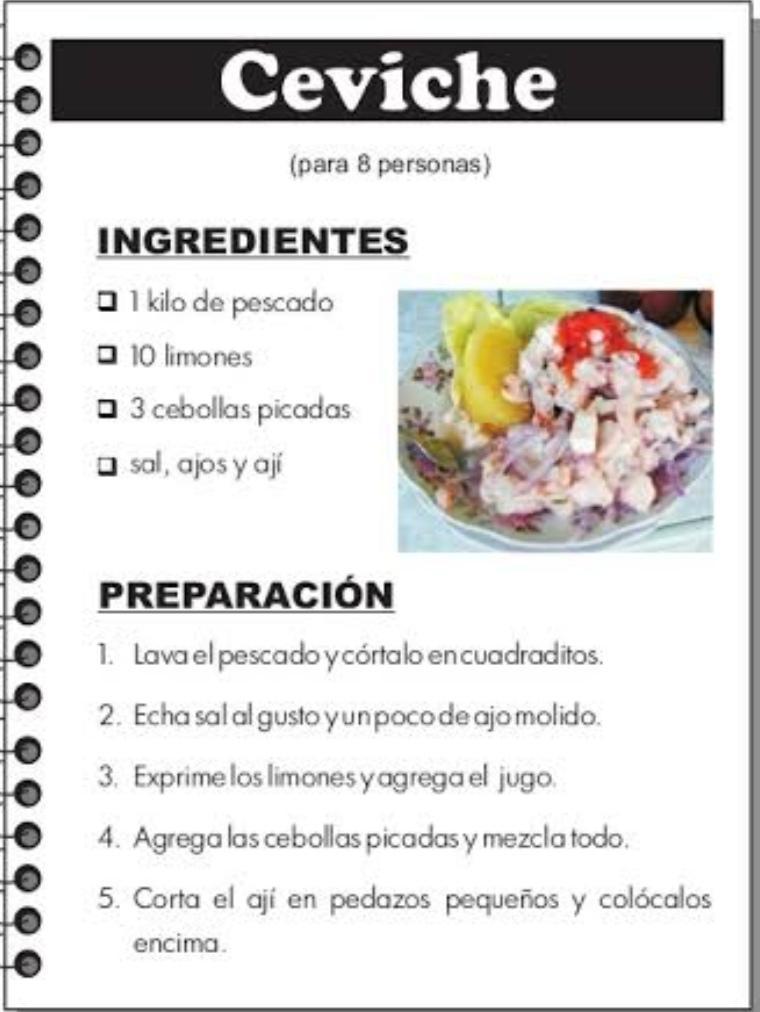 Ceviche
(para 8 personas)
INGREDIENTES
1 kilo de pescado
10 limones
3 cebollas picadas
sal, ajos y ají
PREPARACIÓN
1. Lava el pescado y córtalo en cuadraditos.
2. Echa sal al gusto y un poco de ajo molido.
3. Exprime los limones y agrega el jugo.
4. Agrega las cebollas picadas y mezcla todo.
5. Corta el ají en pedazos pequeños y colócalos
encima.